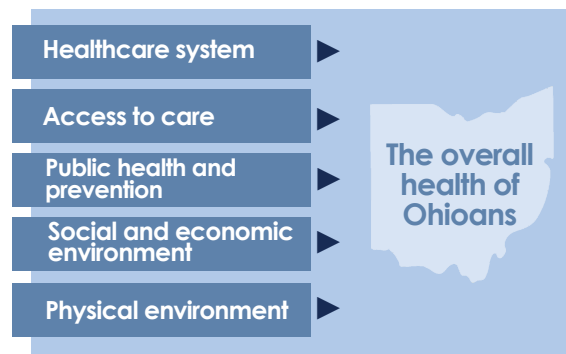 Healthcare system
Access to care
Public health and
prevention
Social and economic
environment
Physical environment
The overall
health of
Ohioans